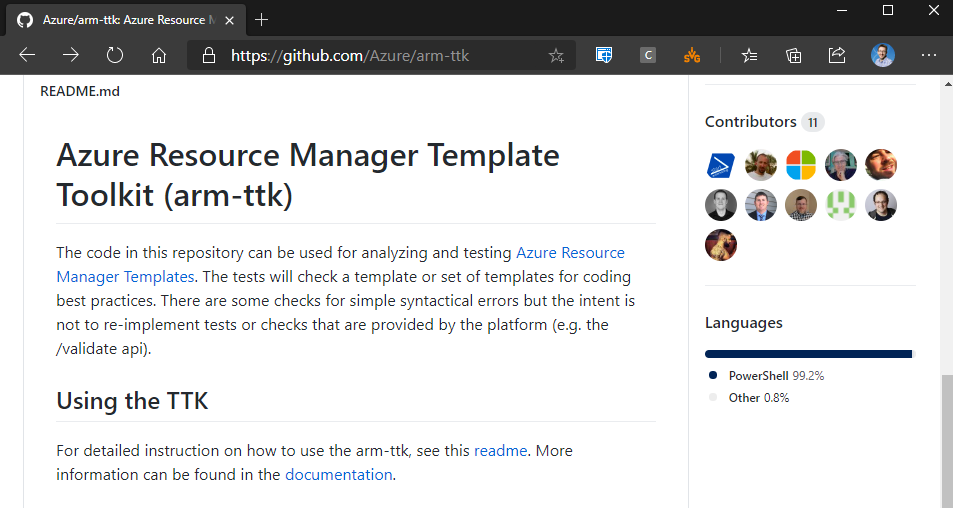 Azure/arm-ttk: Azure Resource M
https://github.com/Azure/arm-ttk
C
README.md
Azure Resource Manager Template
Toolkit (arm-ttk)
The code in this repository can be used for analyzing and testing Azure Resource
Manager Templates. The tests will check a template or set of templates for coding
best practices. There are some checks for simple syntactical errors but the intent is
not to re-implement tests or checks that are provided by the platform (e.g. the
/validate api).
Using the TTK
For detailed instruction on how to use the arm-ttk, see this readme. More
information can be found in the documentation.
Contributors 11
Languages
PowerShell 99.2%
Other 0.8%